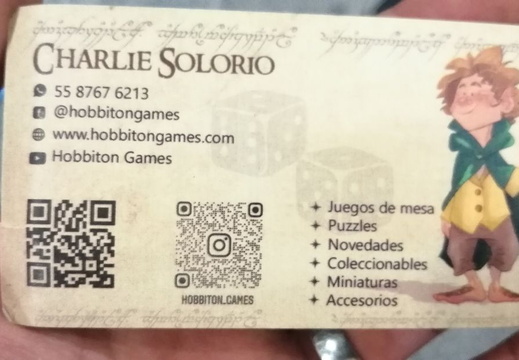 CHARLIE SOLORIO
55 8767 6213
@hobbitongames
www.hobbitongames.com
Hobbiton Games
HOBBITON.GAMES
Juegos de mesa
Puzzles
Novedades
Coleccionables
Miniaturas
Accesorios